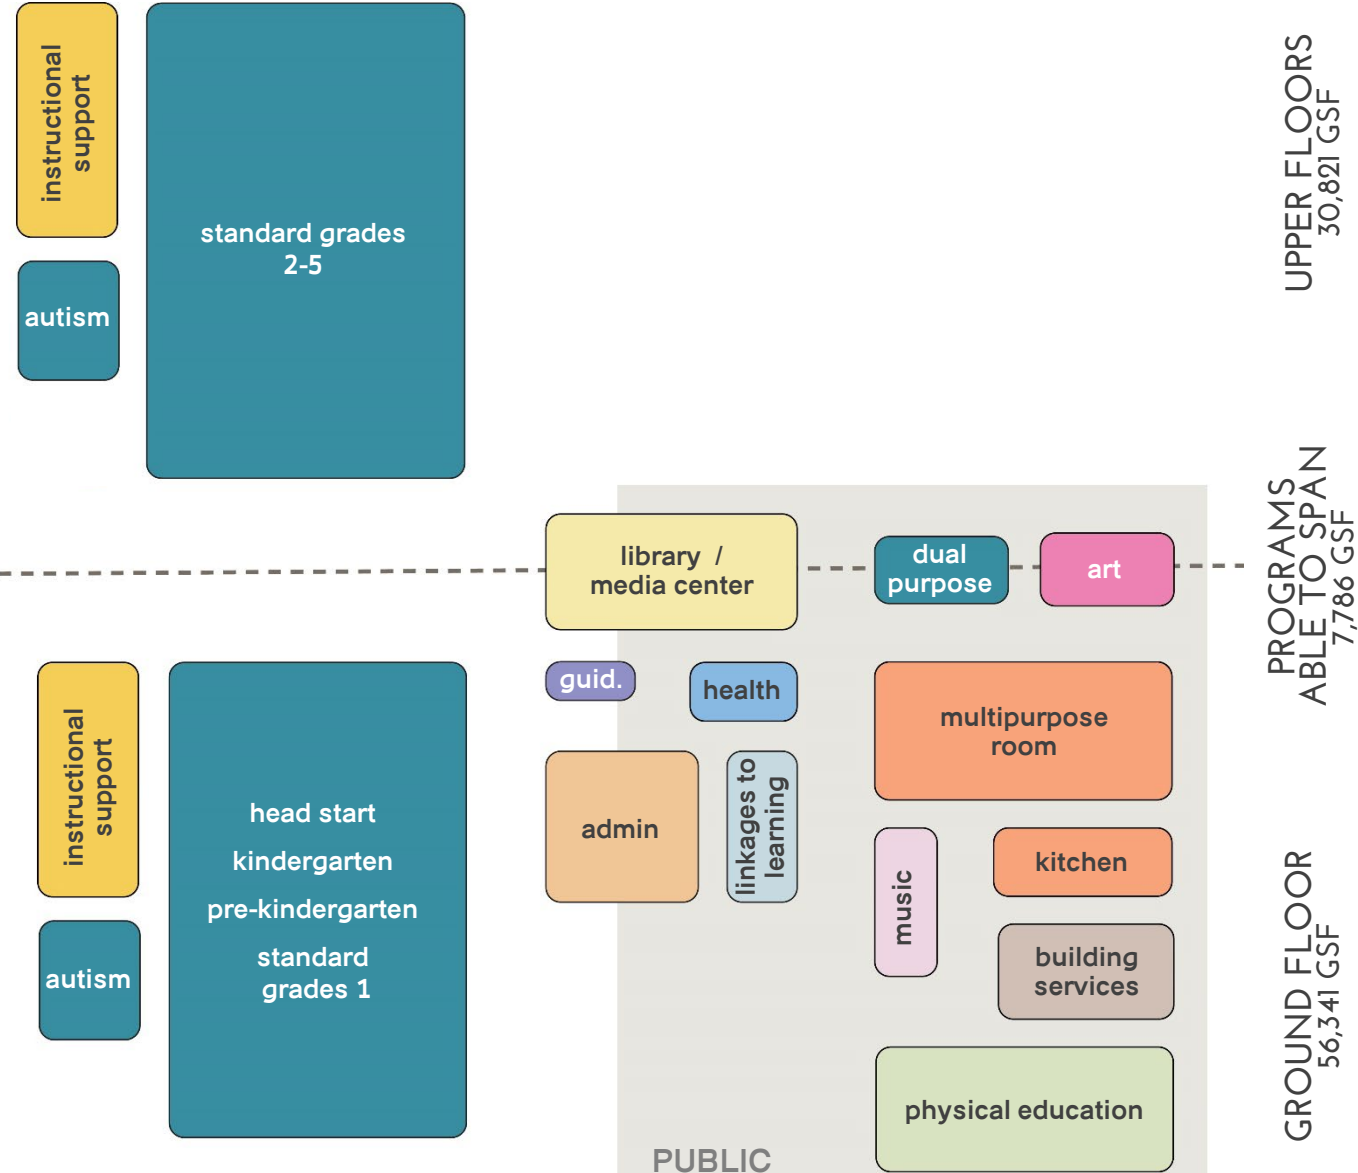 instructional
support
autism
standard grades
2-5
UPPER FLOORS
30,821 GSF
library /
media center
dual
purpose
art
PROGRAMS
ABLE TO SPAN
7,786 GSF
instructional
support
autism
head start
kindergarten
pre-kindergarten
standard
grades 1
guid.
health
admin
linkages to
learning
multipurpose
room
music
kitchen
building
services
physical education
PUBLIC
GROUND FLOOR
56,341 GSF